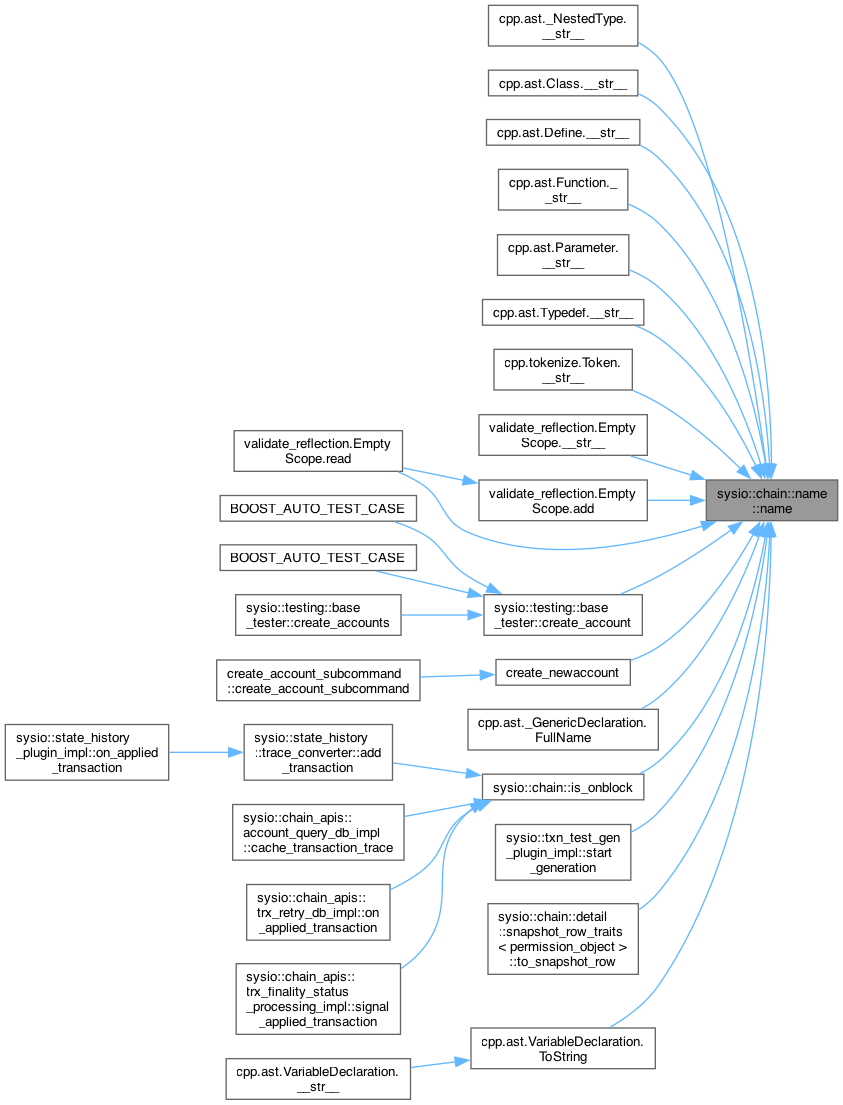 cpp.ast._NestedType.
__str__
cpp.ast.Class.__str__
cpp.ast.Define.__str__
cpp.ast.Function._
_str__
cpp.ast.Parameter.
__str__
cpp.ast.Typedef.__str__
cpp.tokenize.Token.
__str__
validate_reflection.Empty
Scope.__str__
validate_reflection.Empty
Scope.read
validate_reflection.Empty
Scope.add
sysio::chain::name
::name
BOOST_AUTO_TEST_CASE
BOOST_AUTO_TEST_CASE
sysio::testing::base
_tester::create_accounts
sysio::testing::base
_tester::create_account
create_account_subcommand
::create_account_subcommand
create_newaccount
cpp.ast._GenericDeclaration.
FullName
sysio::state_history
_plugin_impl::on_applied
_transaction
sysio::state_history
::trace_converter::add
_transaction
sysio::chain::is_onblock
sysio::chain_apis::
account_query_db_impl
::cache_transaction_trace
sysio::txn_test_gen
_plugin_impl::start
_generation
sysio::chain_apis::
trx_retry_db_impl::on
_applied_transaction
sysio::chain::detail
::snapshot_row_traits
< permission_object >
::to_snapshot_row
sysio::chain_apis::
trx_finality_status
_processing_impl::signal
_applied_transaction
cpp.ast.VariableDeclaration.
ToString
cpp.ast.VariableDeclaration.
__str__